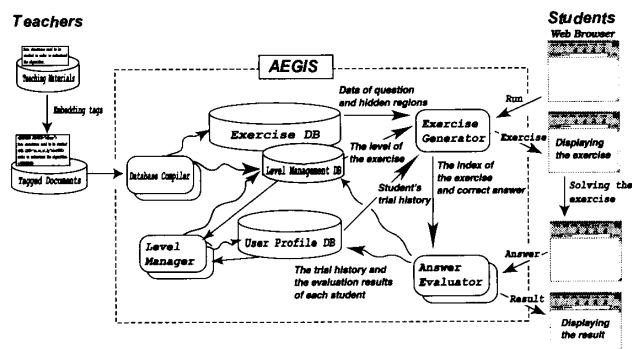 Teachers
Students
Web Browser
AEGIS
Teaching Materials
Embedding tags
Tagged Documents
Database Compiler
Exercise DB
Level Management DB
User Profile DB
Level
Manager
Data of question
and hidden regions
The level of
the exercise
Student's
trial history
Exercise
Generator
The index of
the exercise
and correct answer
Answer
Evaluator
The trial history and
the evaluation results
of each student
Run
Exercise
Displaying
the exercise
Solving the
exercise
Answer
Result
Displaying
the result